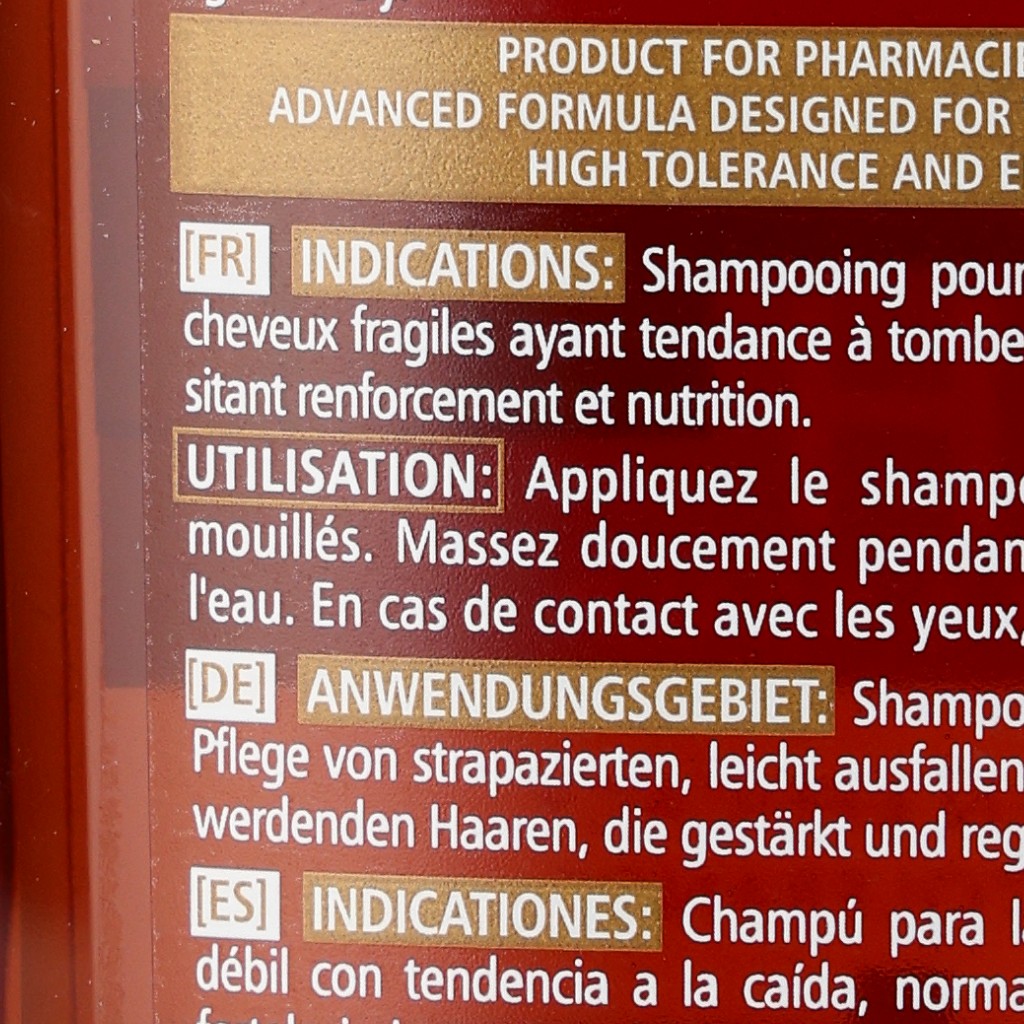 PRODUCT FOR PHARMACIE
ADVANCED FORMULA DESIGNED FOR
HIGH TOLERANCE AND E
[FR] INDICATIONS: Shampooing pour
cheveux fragiles ayant tendance à tombe
sitant renforcement et nutrition.
UTILISATION: Appliquez le shampo
mouillés. Massez doucement pendan
l'eau. En cas de contact avec les yeux,
[DE] ANWENDUNGSGEBIET: Shampo
Pflege von strapazierten, leicht ausfallen
werdenden Haaren, die gestärkt und reg
[ES] INDICATIONES: Champú para la
débil con tendencia a la caída, norma